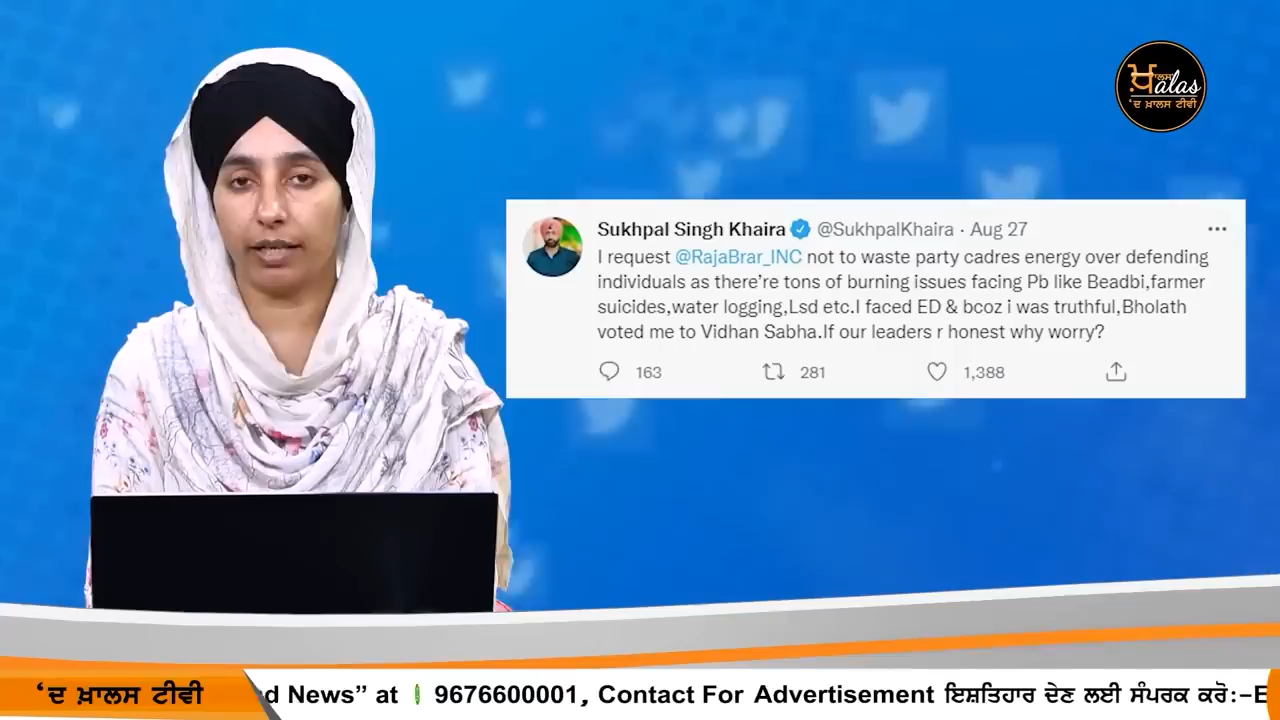 ਖ਼ਾਲਸ
alas
‘ਦ ਖ਼ਾਲਸ ਟੀਵੀ
Sukhpal Singh Khaira @SukhpalKhaira · Aug 27
I request @RajaBrar_INC not to waste party cadres energy over defending
individuals as there’re tons of burning issues facing Pb like Beadbi,farmer
suicides,water logging,Lsd etc.I faced ED & bcoz i was truthful,Bholath
voted me to Vidhan Sabha.If our leaders r honest why worry?
163 281 1,388
‘ਦ ਖ਼ਾਲਸ ਟੀਵੀ
d News” at 9676600001, Contact For Advertisement ਇਸ਼ਤਿਹਾਰ ਦੇਣ ਲਈ ਸੰਪਰਕ ਕਰੋ:-E